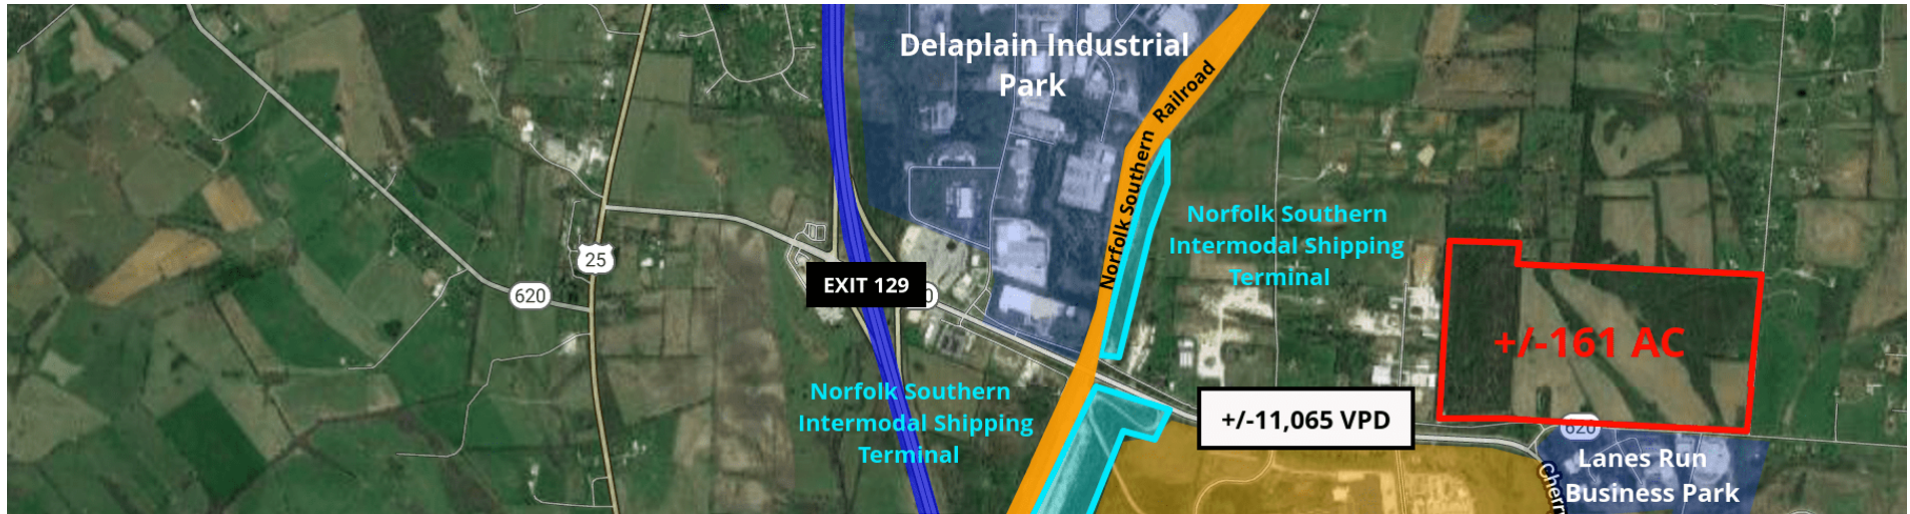 Delaplain Industrial
Park
Norfolk Southern Railroad
Norfolk Southern
Intermodal Shipping
Terminal
25
620
EXIT 129
+/-161 AC
Norfolk Southern
Intermodal Shipping
Terminal
+/-11,065 VPD
620
Lanes Run
Business Park